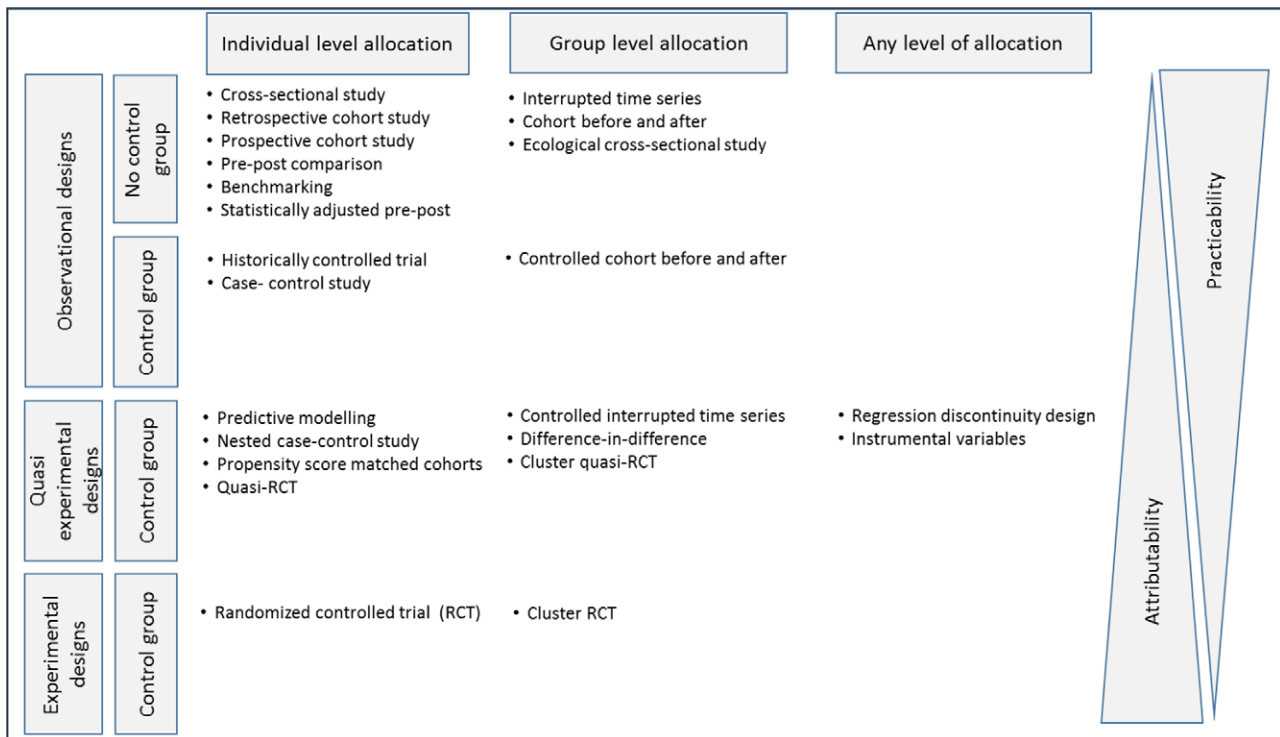 Individual level allocation
Group level allocation
Any level of allocation
Observational designs
No control
group
• Cross-sectional study
• Retrospective cohort study
• Prospective cohort study
• Pre-post comparison
• Benchmarking
• Statistically adjusted pre-post
• Interrupted time series
• Cohort before and after
• Ecological cross-sectional study
Control group
• Historically controlled trial
• Case- control study
• Controlled cohort before and after
Quasi
experimental
designs
Control group
• Predictive modelling
• Nested case-control study
• Propensity score matched cohorts
• Quasi-RCT
• Controlled interrupted time series
• Difference-in-difference
• Cluster quasi-RCT
• Regression discontinuity design
• Instrumental variables
Experimental
designs
Control group
• Randomized controlled trial (RCT)
• Cluster RCT
Attributability
Practicability